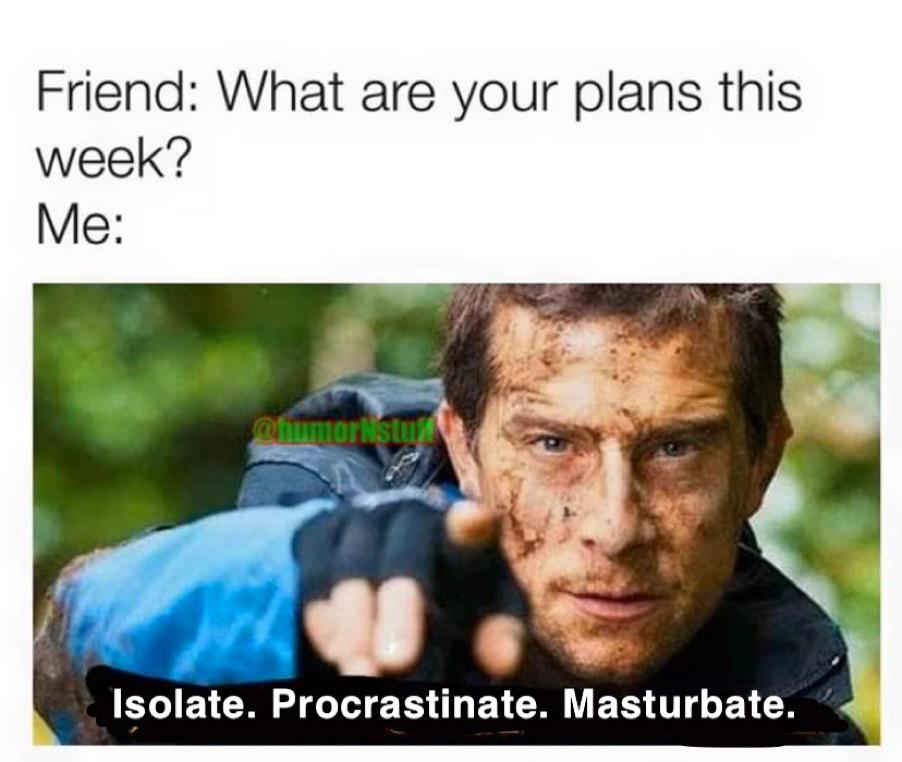 Friend: What are your plans this
week?
Me:
@humorNstuff
Isolate. Procrastinate. Masturbate.